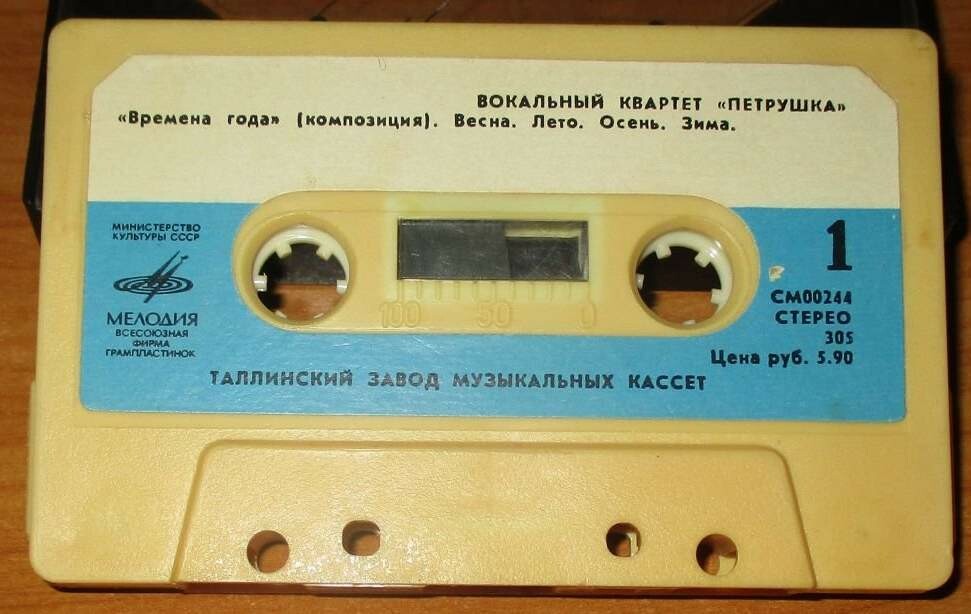 ВОКАЛЬНЫЙ КВАРТЕТ «ПЕТРУШКА»
«Времена года» (композиция). Весна. Лето. Осень. Зима.
МИНИСТЕРСТВО
КУЛЬТУРЫ СССР
МЕЛОДИЯ
ВСЕСОЮЗНАЯ
ФИРМА
ГРАМПЛАСТИНОК
100 50 0
1
СМ00244
СТЕРЕО
305
Цена руб. 5.90
ТАЛЛИНСКИЙ ЗАВОД МУЗЫКАЛЬНЫХ КАССЕТ